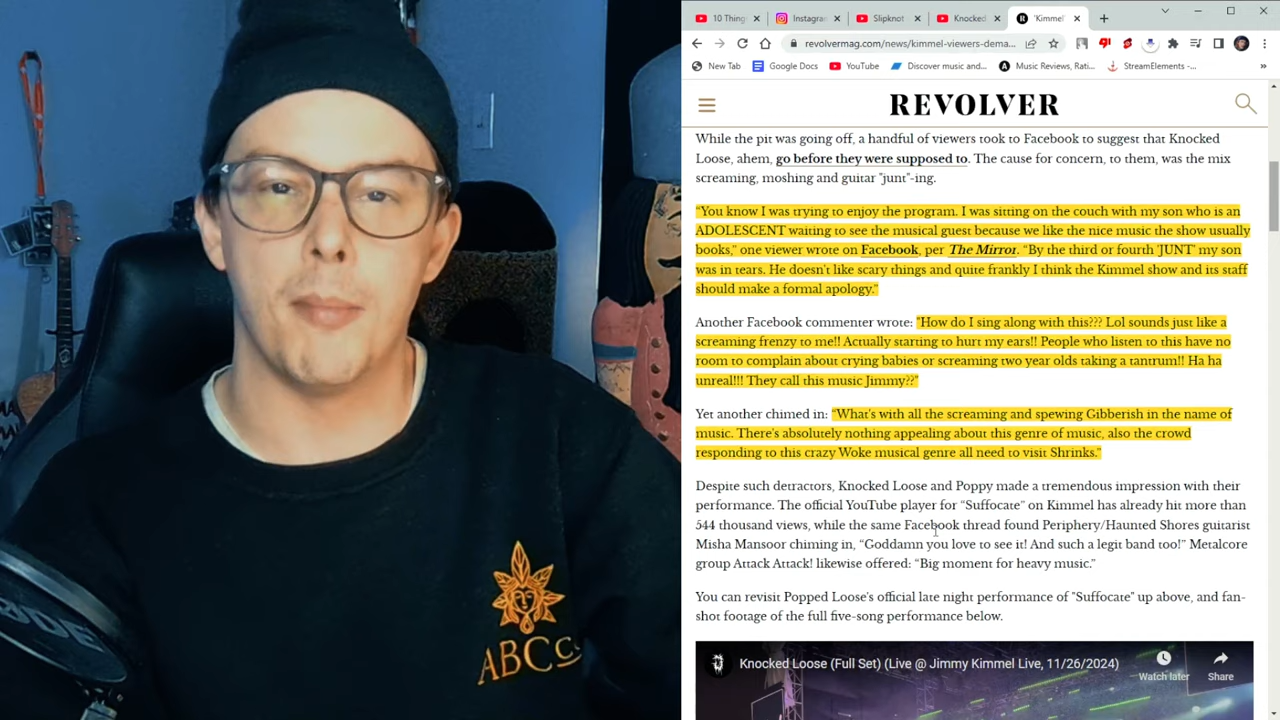 10 Thing
Instagra
Slipknot
Knocked
'Kimmel'
revolvermag.com/news/kimmel-viewers-dema...
New Tab
Google Docs
YouTube
Discover music and...
Music Reviews, Rati...
StreamElements -...
»
REVOLVER
While the pit was going off, a handful of viewers took to Facebook to suggest that Knocked
Loose, ahem, go before they were supposed to. The cause for concern, to them, was the mix
screaming, moshing and guitar "junt"-ing.
“You know I was trying to enjoy the program. I was sitting on the couch with my son who is an
ADOLESCENT waiting to see the musical guest because we like the nice music the show usually
books,” one viewer wrote on Facebook, per The Mirror. “By the third or fourth 'JUNT' my son
was in tears. He doesn't like scary things and quite frankly I think the Kimmel show and its staff
should make a formal apology.”
Another Facebook commenter wrote: “How do I sing along with this??? Lol sounds just like a
screaming frenzy to me!! Actually starting to hurt my ears!! People who listen to this have no
room to complain about crying babies or screaming two year olds taking a tantrum!! Ha ha
unreal!!! They call this music Jimmy??”
Yet another chimed in: “What's with all the screaming and spewing Gibberish in the name of
music. There's absolutely nothing appealing about this genre of music, also the crowd
responding to this crazy Woke musical genre all need to visit Shrinks.”
Despite such detractors, Knocked Loose and Poppy made a tremendous impression with their
performance. The official YouTube player for “Suffocate” on Kimmel has already hit more than
544 thousand views, while the same Facebook thread found Periphery/Haunted Shores guitarist
Misha Mansoor chiming in, “Goddamn you love to see it! And such a legit band too!” Metalcore
group Attack Attack! likewise offered: “Big moment for heavy music.”
You can revisit Popped Loose's official late night performance of "Suffocate" up above, and fan-
shot footage of the full five-song performance below.
Knocked Loose (Full Set) (Live @ Jimmy Kimmel Live, 11/26/2024)
Watch later
Share
ABCCo